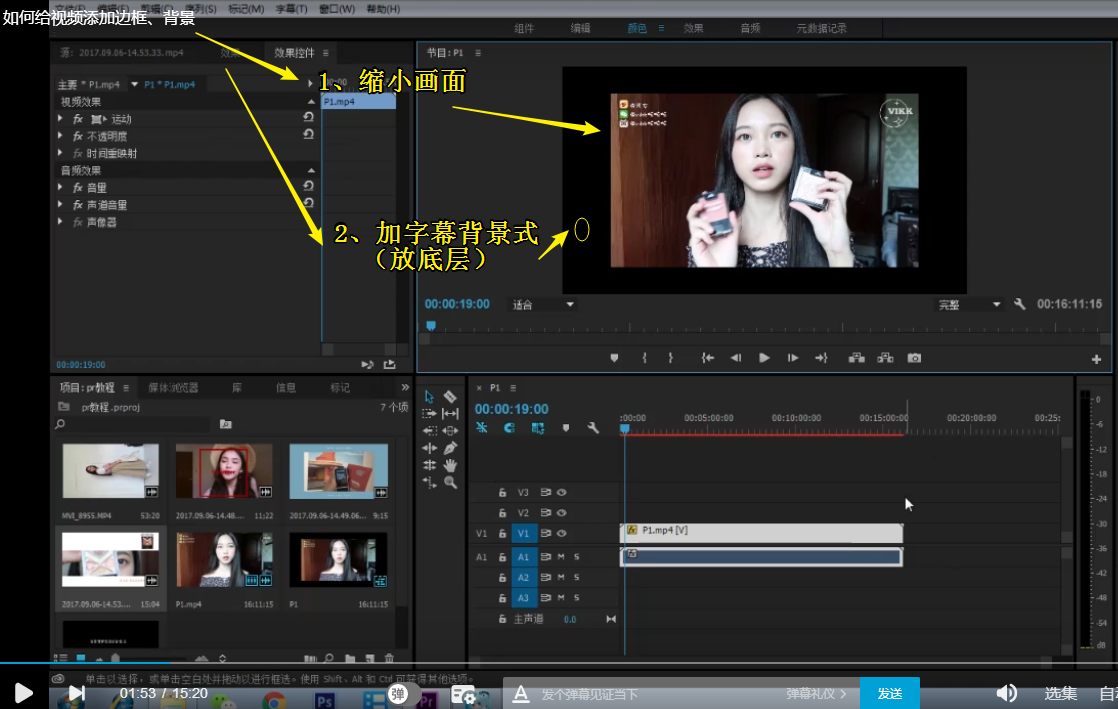 文件(F) 编辑(E) 剪辑(C) 序列(S) 标记(M) 字幕(T) 窗口(W) 帮助(H)
如何给视频添加边框、背景
组件 编辑 颜色 效果 音频 元数据记录
源: 2017.09.06-14.53.33.mp4 效果 效果控件
节目: P1
主要 * P1.mp4 P1 * P1.mp4
1、缩小画面
视频效果
P1.mp4
fx 运动
fx 不透明度
fx 时间重映射
音频效果
fx 音量
fx 声道音量
fx 声像器
VIKK
2、加字幕背景式
（放底层）
00:00:19:00 适合 完整 00:16:11:15
00:00:19:00
项目: pr教程 媒体浏览器 库 信息 标记
pr教程.prproj 7 个项
MVI_8955.MP4 53:20
2017.09.06-14.48.... 11:22
2017.09.06-14.49.06... 9:15
2017.09.06-14.53.... 15:04
P1.mp4 16:11:15
P1 16:11:15
× P1
00:00:19:00
:00:00 00:05:00:00 00:10:00:00 00:15:00:00 00:20:00:00 00:25:
V3
V2
V1 V1
P1.mp4 [V]
A1 A1 M S
A2 M S
A3 M S
主声道 0.0
0
-6
-12
-18
-24
-30
-36
-42
-48
-54
dB
单击以选择，或单击空白处并拖动以进行框选。使用 Shift、Alt 和 Ctrl 可获得其他选项。
01:53 / 15:20
弹
Ps
Pr
A 发个弹幕见证当下
弹幕礼仪 >
发送
选集
自动